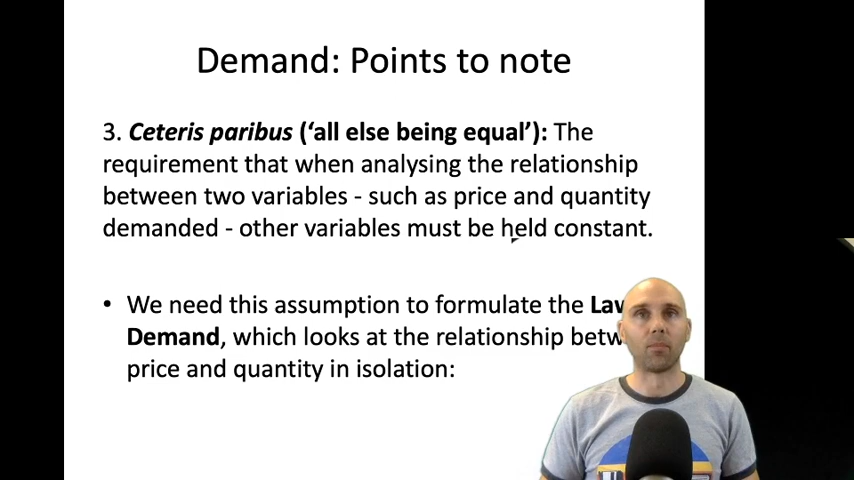 Demand: Points to note
3. Ceteris paribus (‘all else being equal’): The
requirement that when analysing the relationship
between two variables - such as price and quantity
demanded - other variables must be held constant.
• We need this assumption to formulate the
Demand, which looks at the relationship
price and quantity in isolation: